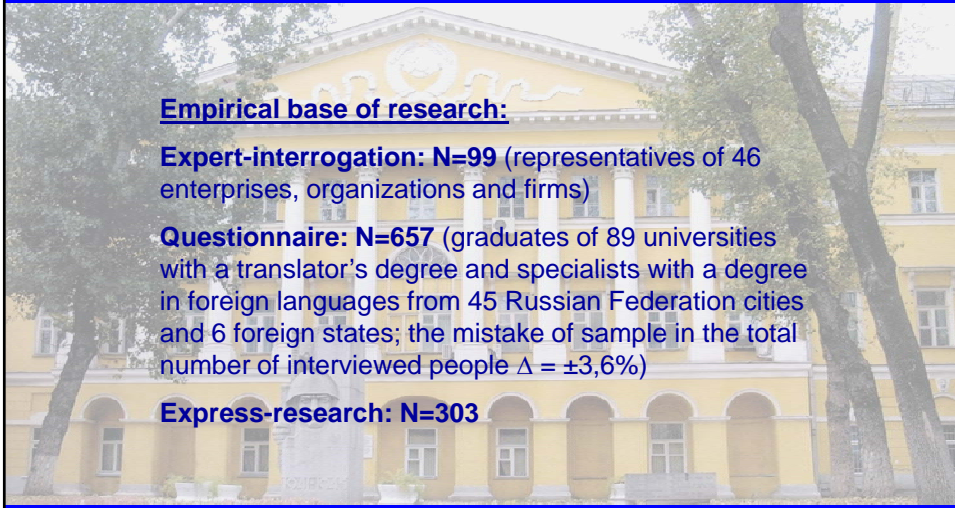 Empirical base of research:
Expert-interrogation: N=99 (representatives of 46
enterprises, organizations and firms)
Questionnaire: N=657 (graduates of 89 universities
with a translator's degree and specialists with a degree
in foreign languages from 45 Russian Federation cities
and 6 foreign states; the mistake of sample in the total
number of interviewed people Δ = ±3,6%)
Express-research: N=303